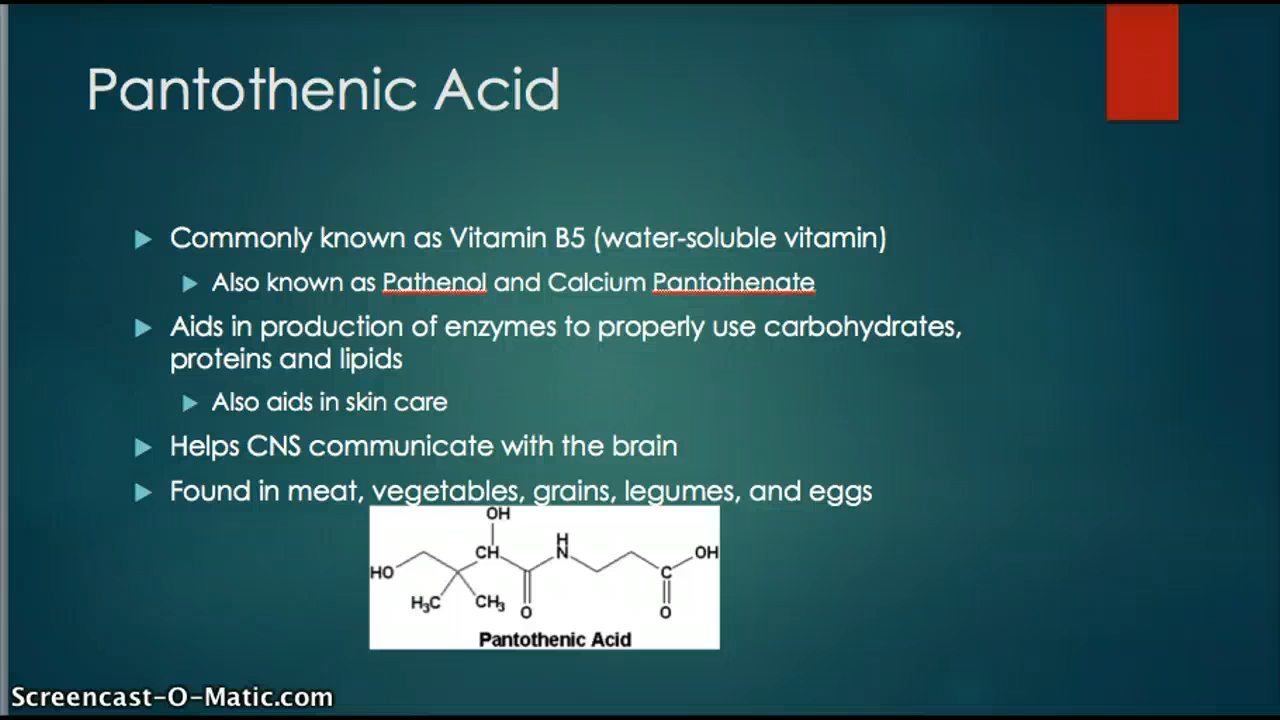 Pantothenic Acid
Commonly known as Vitamin B5 (water-soluble vitamin)
Also known as Pathenol and Calcium Pantothenate
Aids in production of enzymes to properly use carbohydrates,
proteins and lipids
Also aids in skin care
Helps CNS communicate with the brain
Found in meat, vegetables, grains, legumes, and eggs
OH
H
CH N OH
HO C
H3C CH3 O O
Pantothenic Acid
Screencast-O-Matic.com